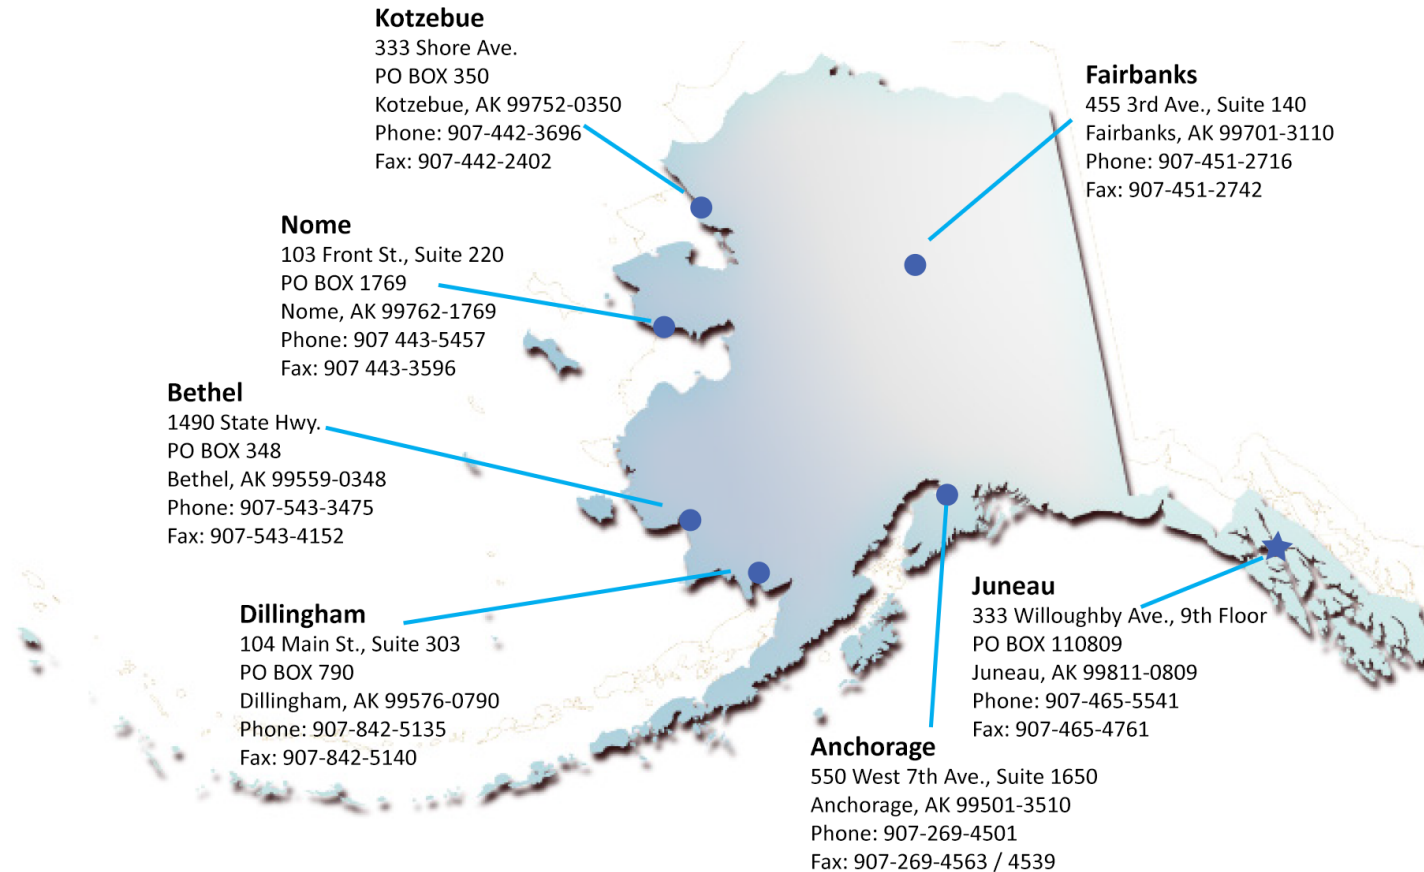 Kotzebue
333 Shore Ave.
PO BOX 350
Kotzebue, AK 99752-0350
Phone: 907-442-3696
Fax: 907-442-2402
Fairbanks
455 3rd Ave., Suite 140
Fairbanks, AK 99701-3110
Phone: 907-451-2716
Fax: 907-451-2742
Nome
103 Front St., Suite 220
PO BOX 1769
Nome, AK 99762-1769
Phone: 907 443-5457
Fax: 907 443-3596
Bethel
1490 State Hwy.
PO BOX 348
Bethel, AK 99559-0348
Phone: 907-543-3475
Fax: 907-543-4152
Dillingham
104 Main St., Suite 303
PO BOX 790
Dillingham, AK 99576-0790
Phone: 907-842-5135
Fax: 907-842-5140
Juneau
333 Willoughby Ave., 9th Floor
PO BOX 110809
Juneau, AK 99811-0809
Phone: 907-465-5541
Fax: 907-465-4761
Anchorage
550 West 7th Ave., Suite 1650
Anchorage, AK 99501-3510
Phone: 907-269-4501
Fax: 907-269-4563 / 4539